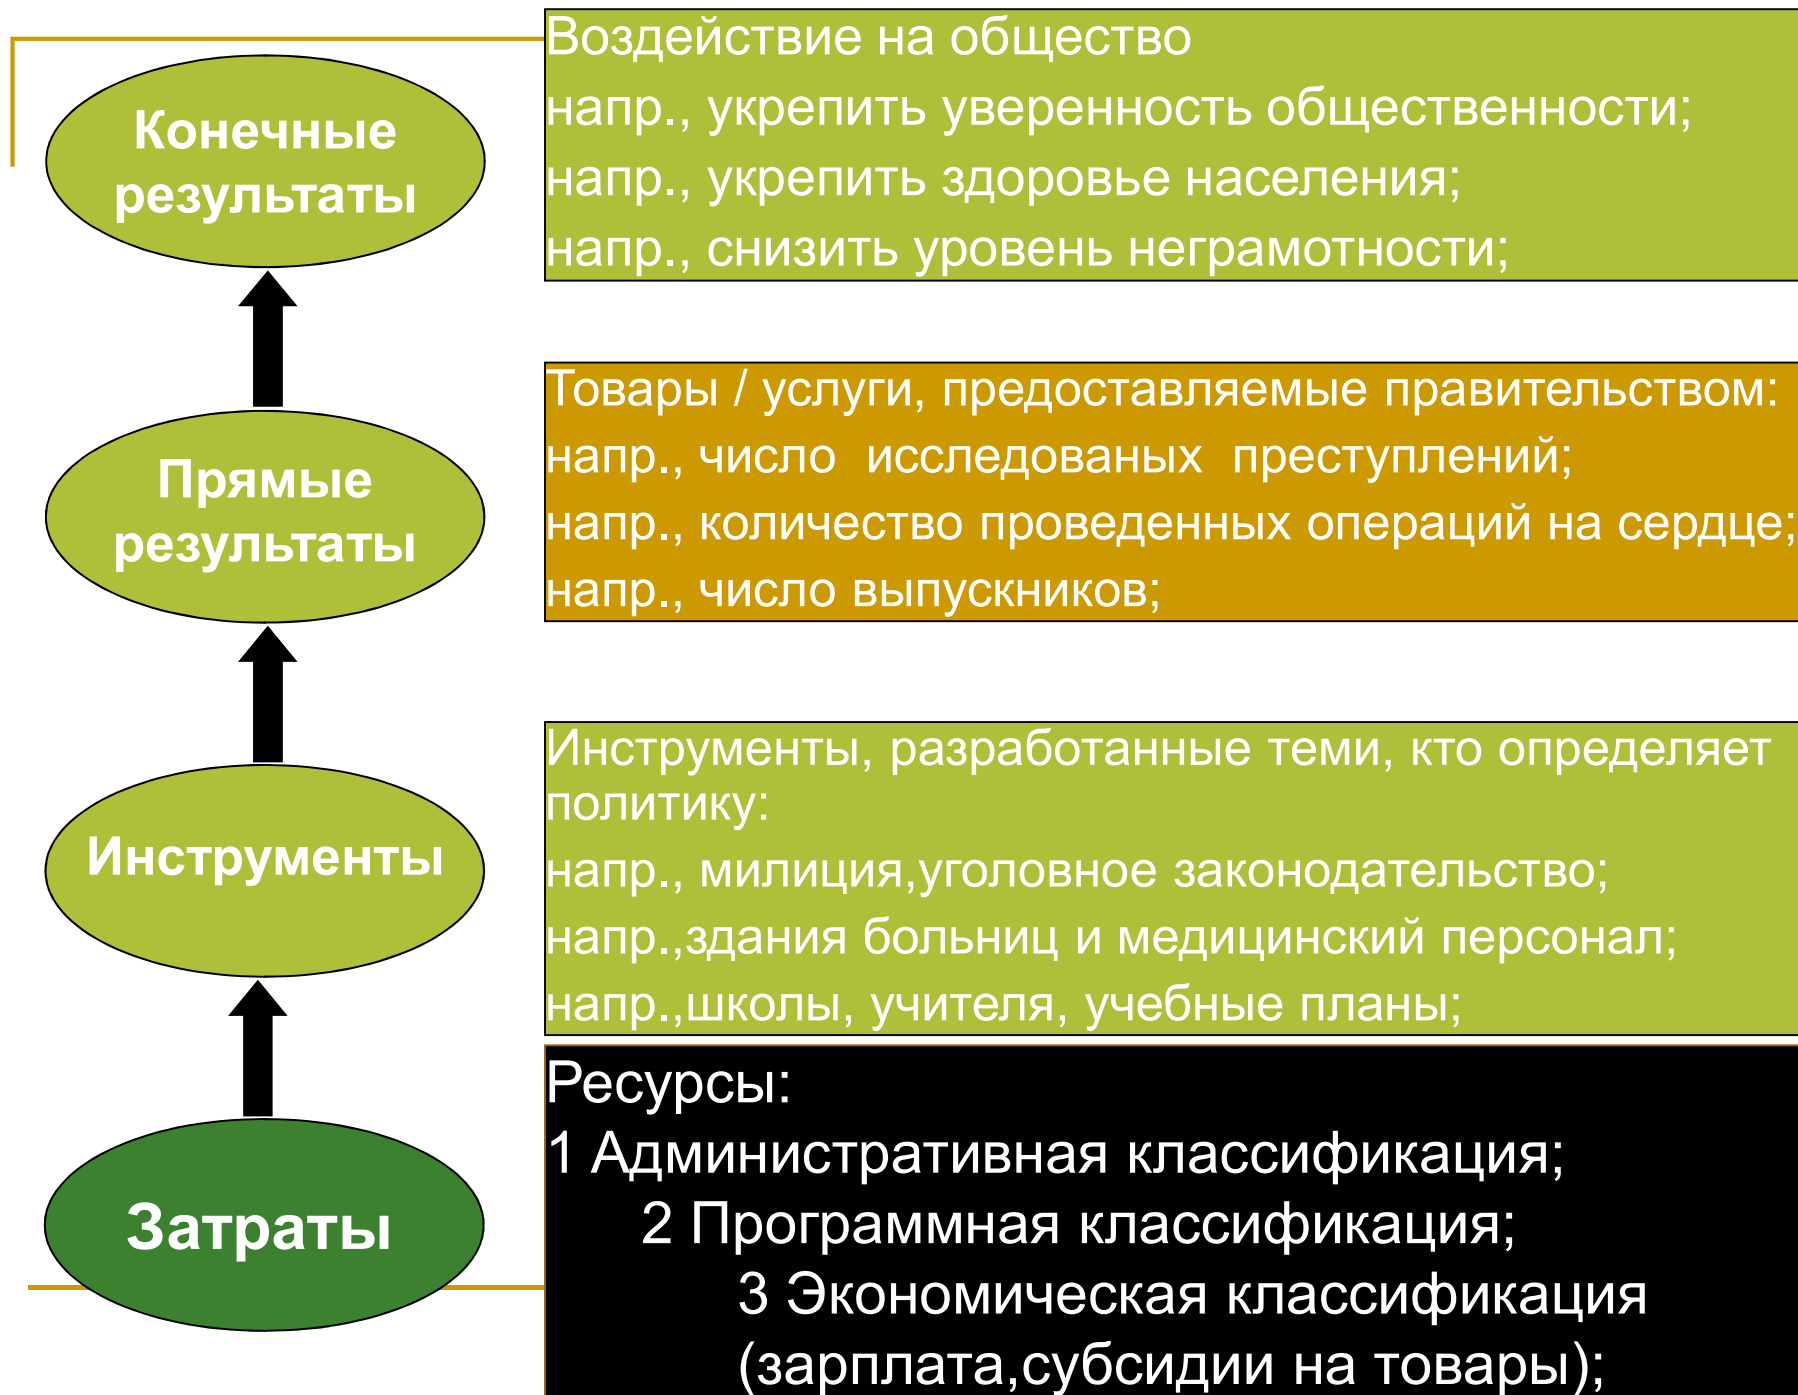 Конечные
результаты
Воздействие на общество
напр., укрепить уверенность общественности;
напр., укрепить здоровье населения;
напр., снизить уровень неграмотности;
Прямые
результаты
Товары / услуги, предоставляемые правительством:
напр., число исследованых преступлений;
напр., количество проведенных операций на сердце;
напр., число выпускников;
Инструменты
Инструменты, разработанные теми, кто определяет
политику:
напр., милиция,уголовное законодательство;
напр.,здания больниц и медицинский персонал;
напр.,школы, учителя, учебные планы;
Затраты
Ресурсы:
1 Административная классификация;
2 Программная классификация;
3 Экономическая классификация
(зарплата,субсидии на товары);